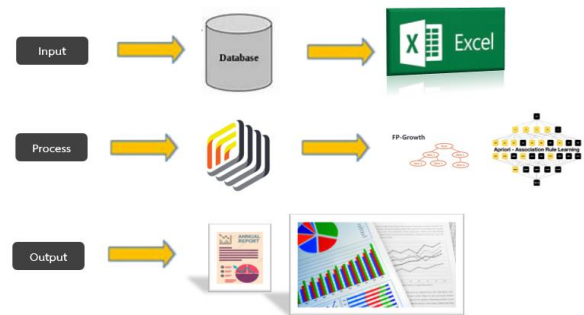 Input
Database
X
Excel
Process
FP-Growth
Apriori - Association Rule Learning
Output
ANNUAL
REPORT